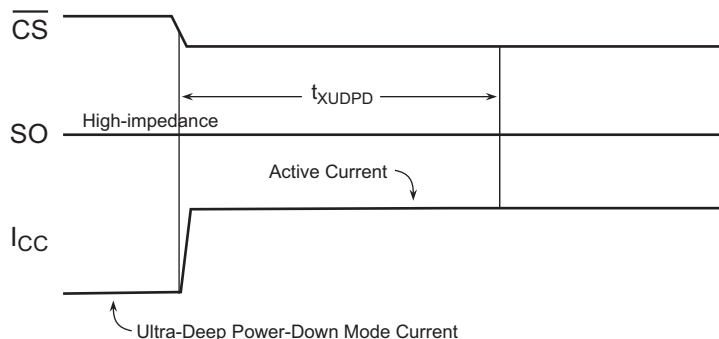 CS
tXUDPD
High-impedance
SO
Active Current
ICC
Ultra-Deep Power-Down Mode Current